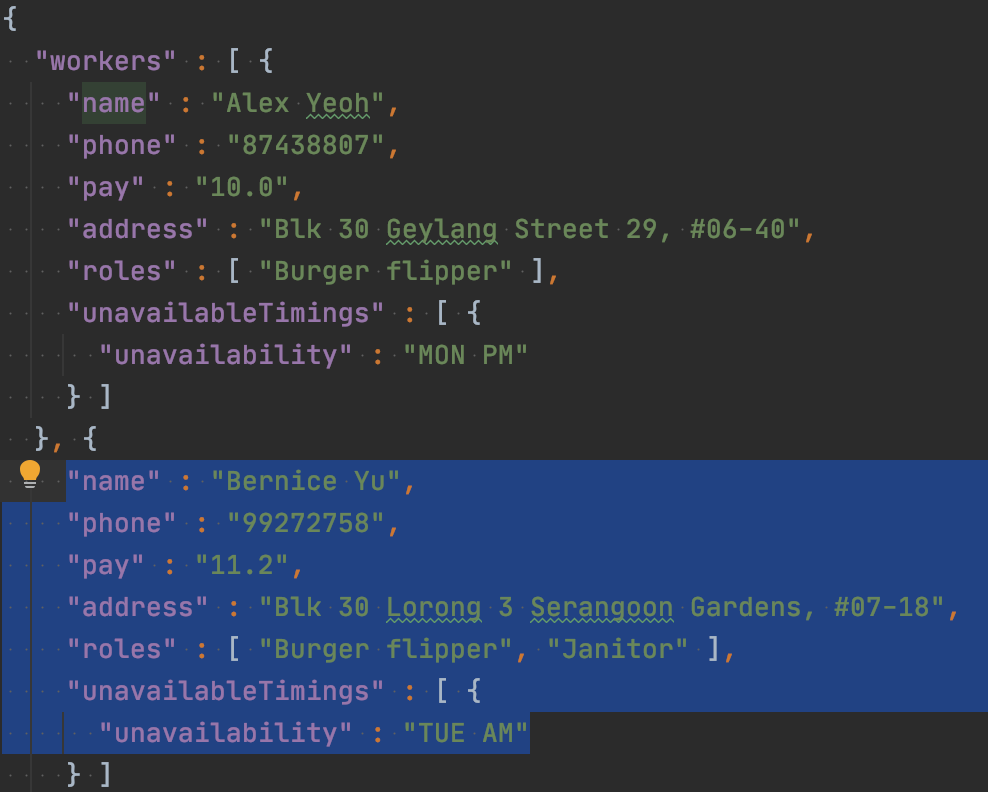 {
  "workers" : [ {
    "name" : "Alex Yeoh",
    "phone" : "87438807",
    "pay" : "10.0",
    "address" : "Blk 30 Geylang Street 29, #06-40",
    "roles" : [ "Burger flipper" ],
    "unavailableTimings" : [ {
      "unavailability" : "MON PM"
    } ]
  }, {
    "name" : "Bernice Yu",
    "phone" : "99272758",
    "pay" : "11.2",
    "address" : "Blk 30 Lorong 3 Serangoon Gardens, #07-18",
    "roles" : [ "Burger flipper", "Janitor" ],
    "unavailableTimings" : [ {
      "unavailability" : "TUE AM"
    } ]